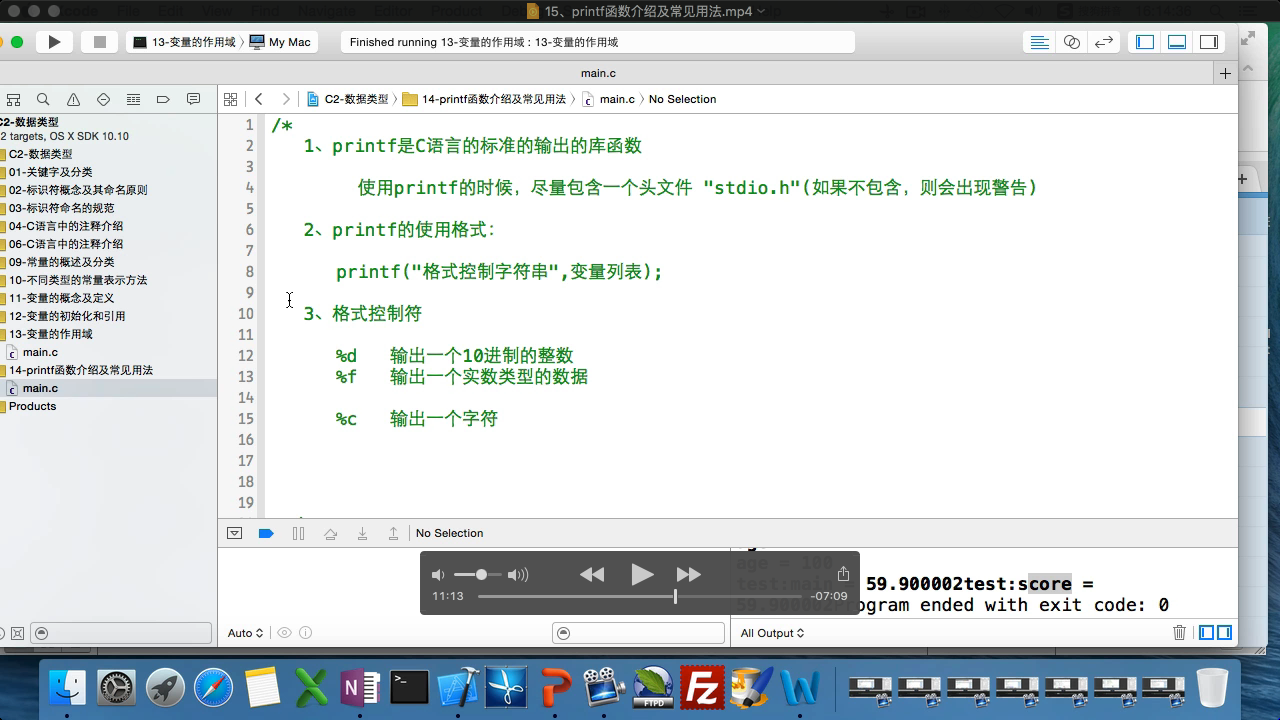 15、printf函数介绍及常见用法.mp4
13-变量的作用域 〉 My Mac
Finished running 13-变量的作用域 : 13-变量的作用域
main.c
C2-数据类型 〉 14-printf函数介绍及常见用法 〉 main.c 〉 No Selection
C2-数据类型
2 targets, OS X SDK 10.10
C2-数据类型
01-关键字及分类
02-标识符概念及其命名原则
03-标识符命名的规范
04-C语言中的注释介绍
06-C语言中的注释介绍
09-常量的概述及分类
10-不同类型的常量表示方法
11-变量的概念及定义
12-变量的初始化和引用
13-变量的作用域
main.c
14-printf函数介绍及常见用法
main.c
Products
1 /*
2 1、printf是C语言的标准的输出的库函数
3
4 使用printf的时候，尽量包含一个头文件 "stdio.h"(如果不包含，则会出现警告)
5
6 2、printf的使用格式：
7
8 printf("格式控制字符串",变量列表);
9
10 3、格式控制符
11
12 %d 输出一个10进制的整数
13 %f 输出一个实数类型的数据
14
15 %c 输出一个字符
16
17
18
19
No Selection
age = 100
test:main = 59.900002test:score =
59.900002Program ended with exit code: 0
11:13
-07:09
Auto
All Output
FTPD